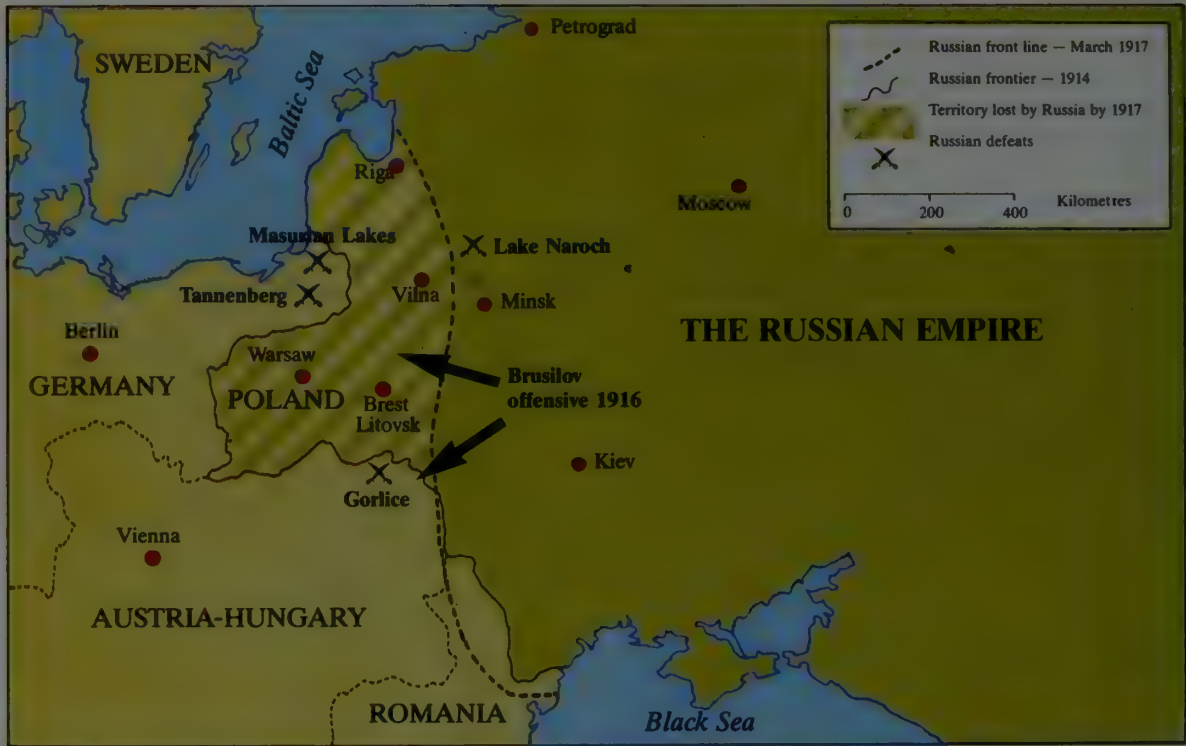 Petrograd
SWEDEN
Baltic Sea
Russian front line — March 1917
Russian frontier — 1914
Territory lost by Russia by 1917
Russian defeats
0 200 400 Kilometres
Riga
Moscow
Masurian Lakes
Lake Naroch
Tannenberg
Vilna
Minsk
Berlin
THE RUSSIAN EMPIRE
Warsaw
GERMANY
POLAND
Brest
Litovsk
Brusilov
offensive 1916
Kiev
Gorlice
Vienna
AUSTRIA-HUNGARY
ROMANIA
Black Sea